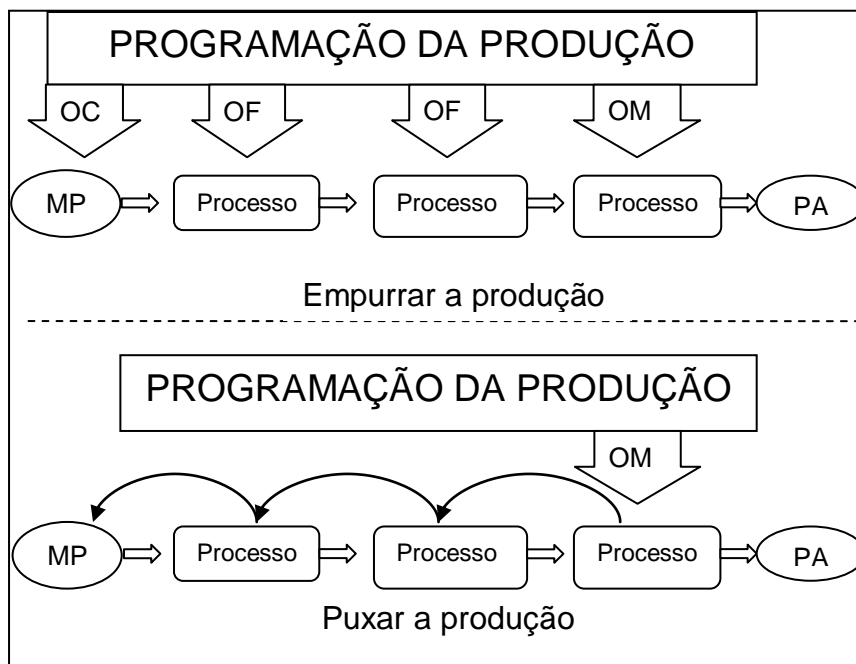 PROGRAMAÇÃO DA PRODUÇÃO
OC OF OF OM
MP Processo Processo Processo PA
Empurrar a produção
PROGRAMAÇÃO DA PRODUÇÃO
OM
MP Processo Processo Processo PA
Puxar a produção